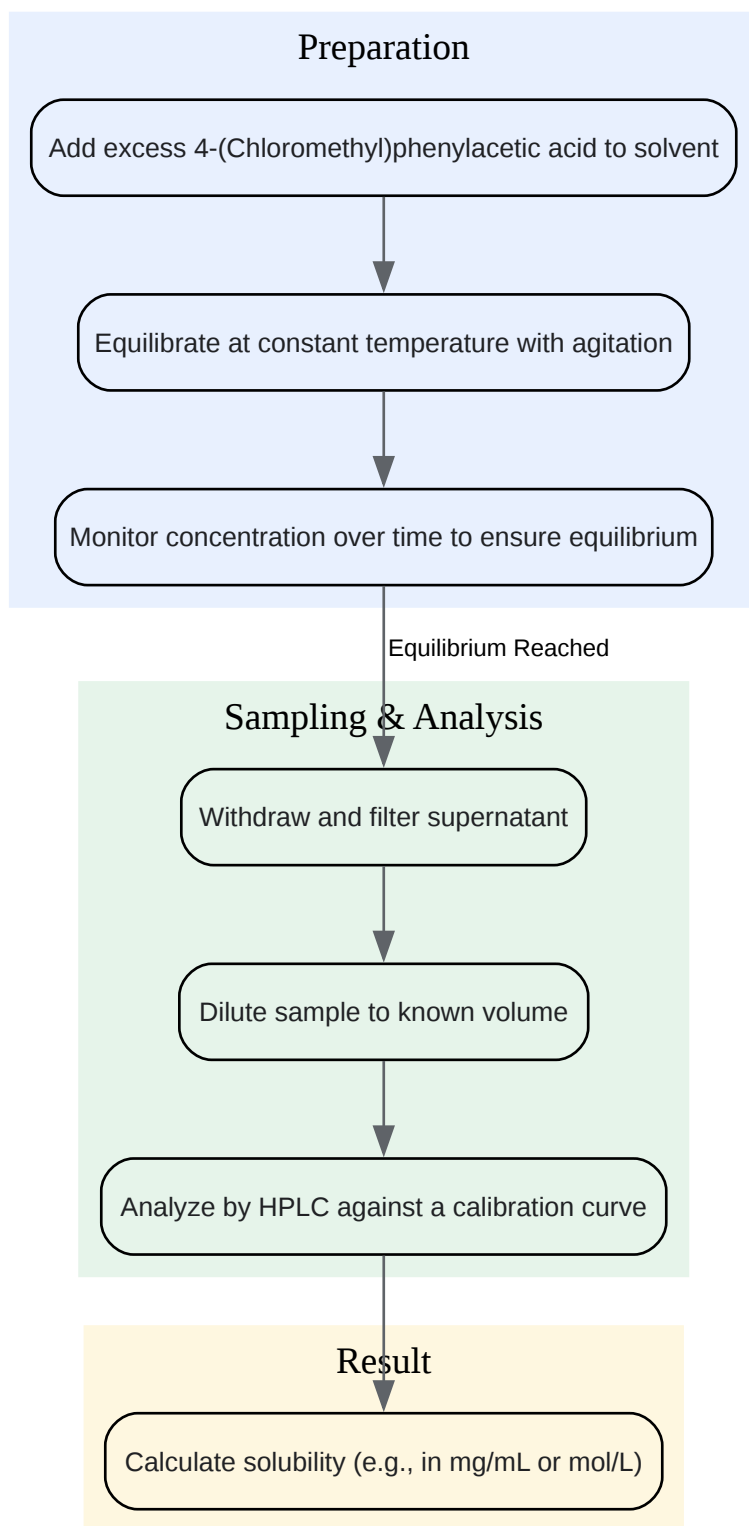 Preparation
Add excess 4-(Chloromethyl)phenylacetic acid to solvent
Equilibrate at constant temperature with agitation
Monitor concentration over time to ensure equilibrium
Equilibrium Reached
Sampling & Analysis
Withdraw and filter supernatant
Dilute sample to known volume
Analyze by HPLC against a calibration curve
Result
Calculate solubility (e.g., in mg/mL or mol/L)